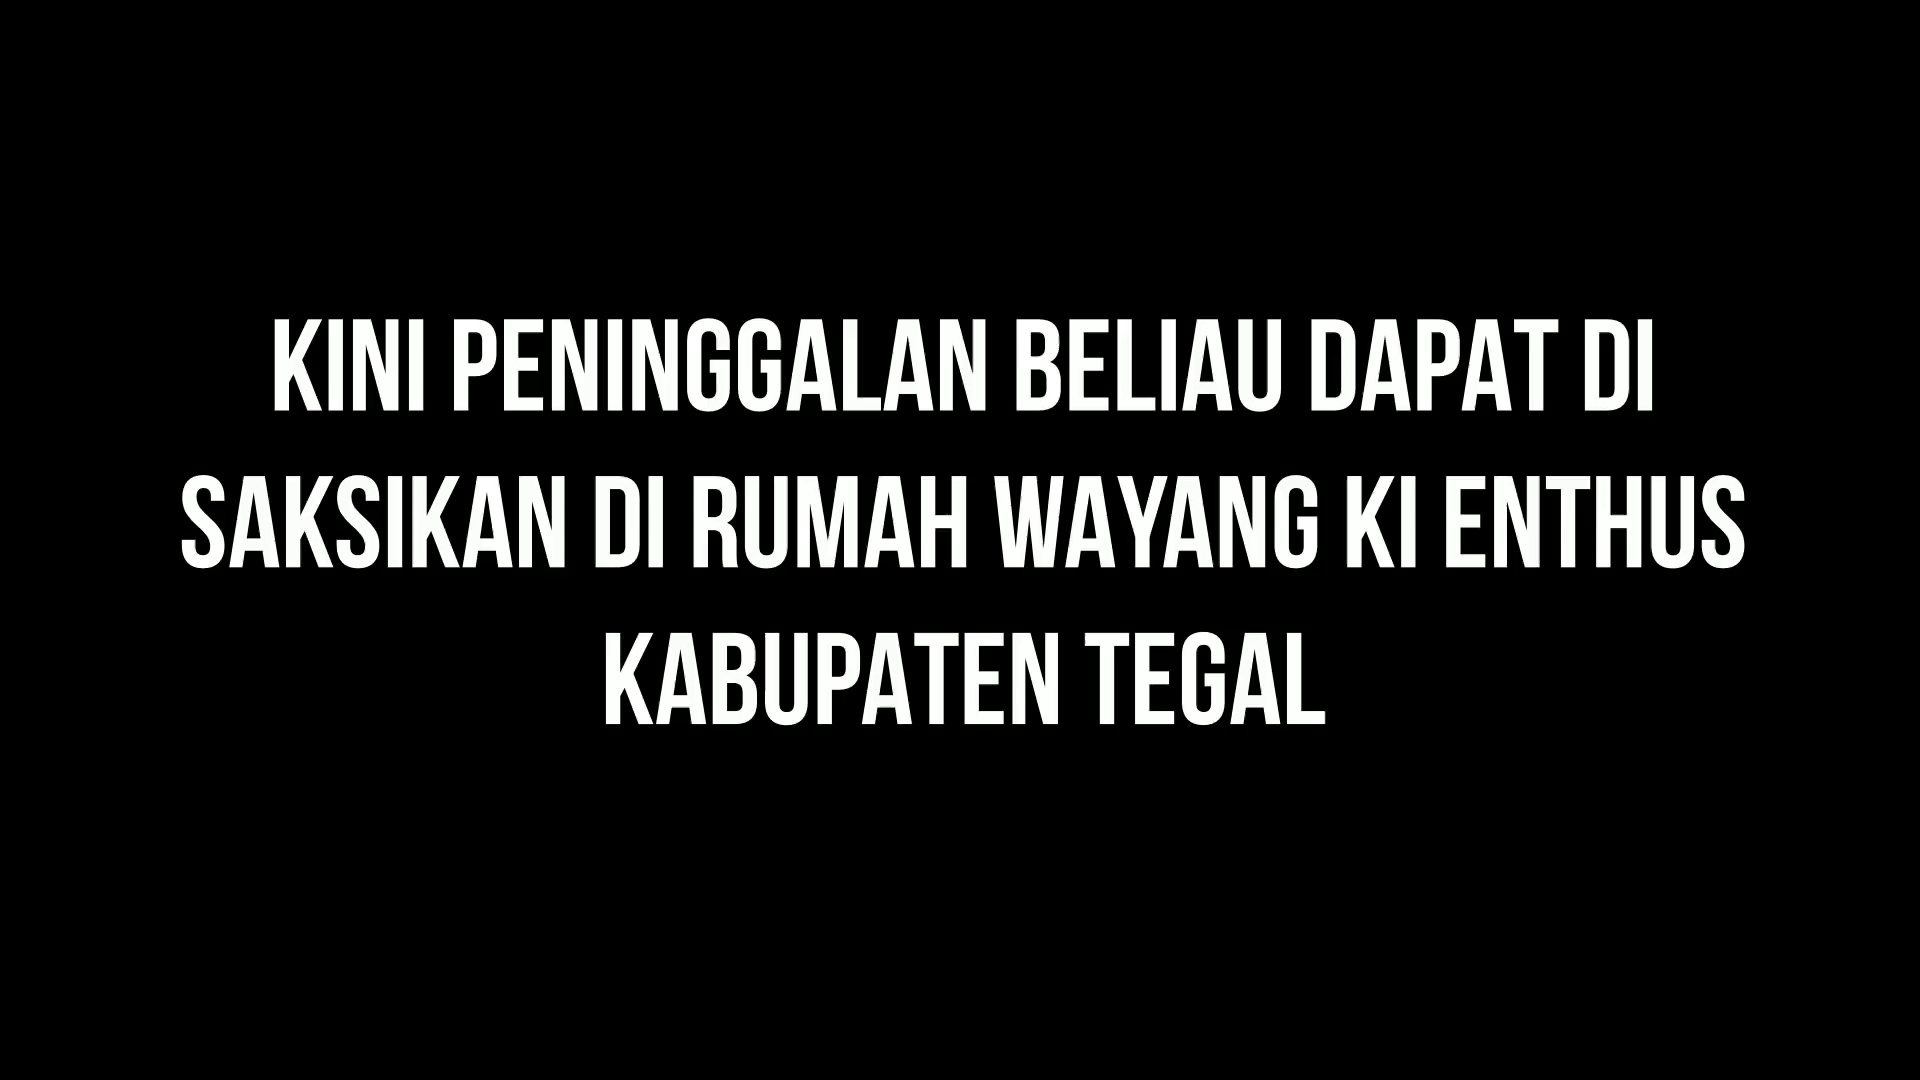 KINI PENINGGALAN BELIAU DAPAT DI
SAKSIKAN DI RUMAH WAYANG KI ENTHUS
KABUPATEN TEGAL